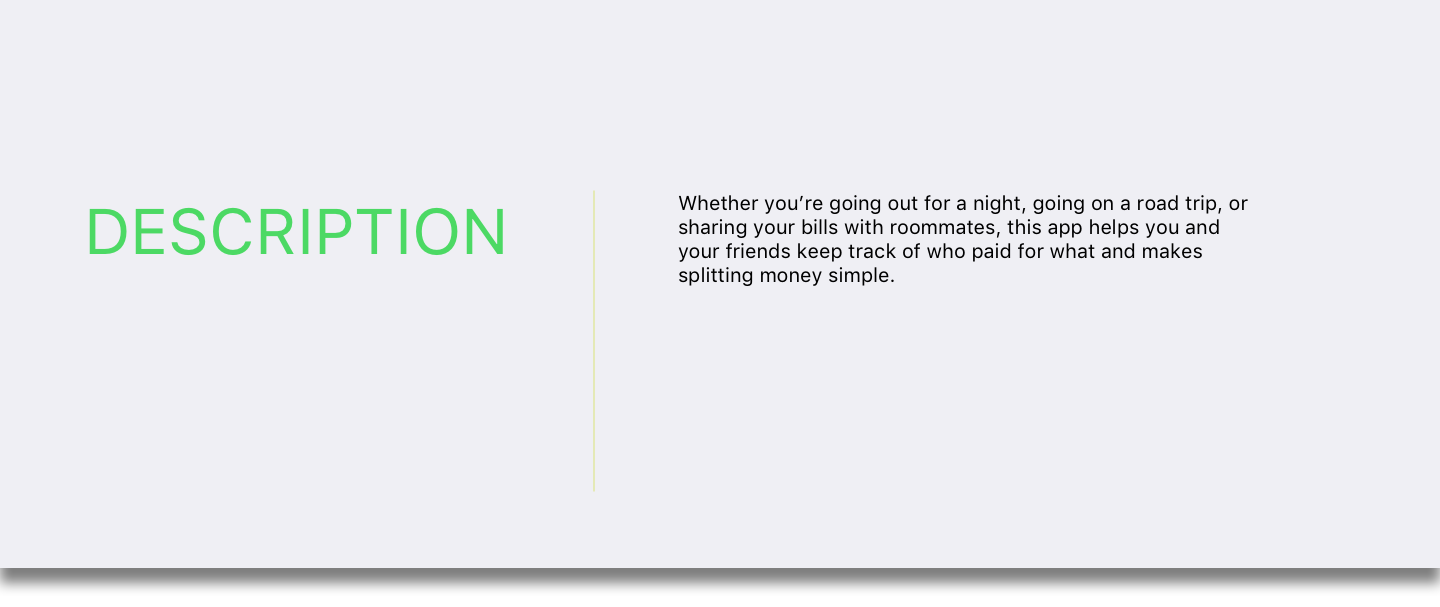 DESCRIPTION
Whether you’re going out for a night, going on a road trip, or
sharing your bills with roommates, this app helps you and
your friends keep track of who paid for what and makes
splitting money simple.